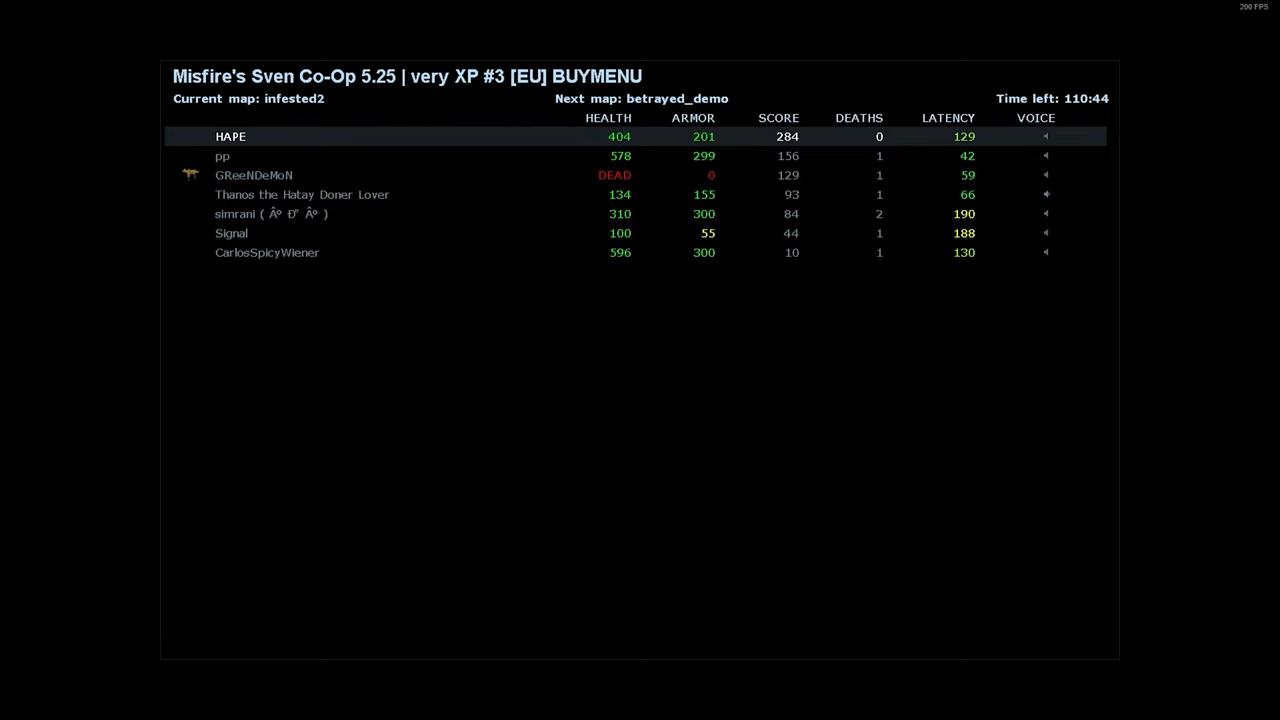 200 FPS
Misfire's Sven Co-Op 5.25 | very XP #3 [EU] BUYMENU
Current map: infested2 Next map: betrayed_demo Time left: 110:44
HEALTH ARMOR SCORE DEATHS LATENCY VOICE
HAPE 404 201 284 0 129
pp 578 299 156 1 42
GReeNDeMoN DEAD 0 129 1 59
Thanos the Hatay Doner Lover 134 155 93 1 66
simrani ( Âº Ð" Âº ) 310 300 84 2 190
Signal 100 55 44 1 188
CarlosSpicyWiener 596 300 10 1 130